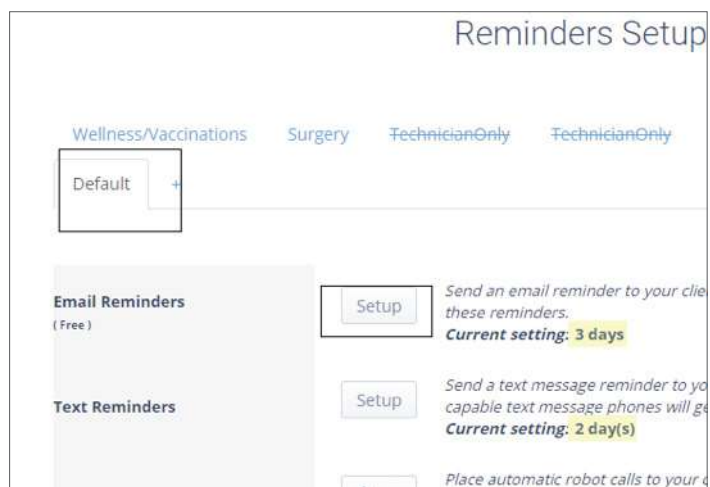 Reminders Setup
Wellness/Vaccinations Surgery TechnicianOnly TechnicianOnly
Default +
Email Reminders
( Free )
Setup
Send an email reminder to your
these reminders.
Current setting: 3 days
Text Reminders
Setup
Send a text message reminder to
capable text message phones will
Current setting: 2 day(s)
Place automatic robot calls to your